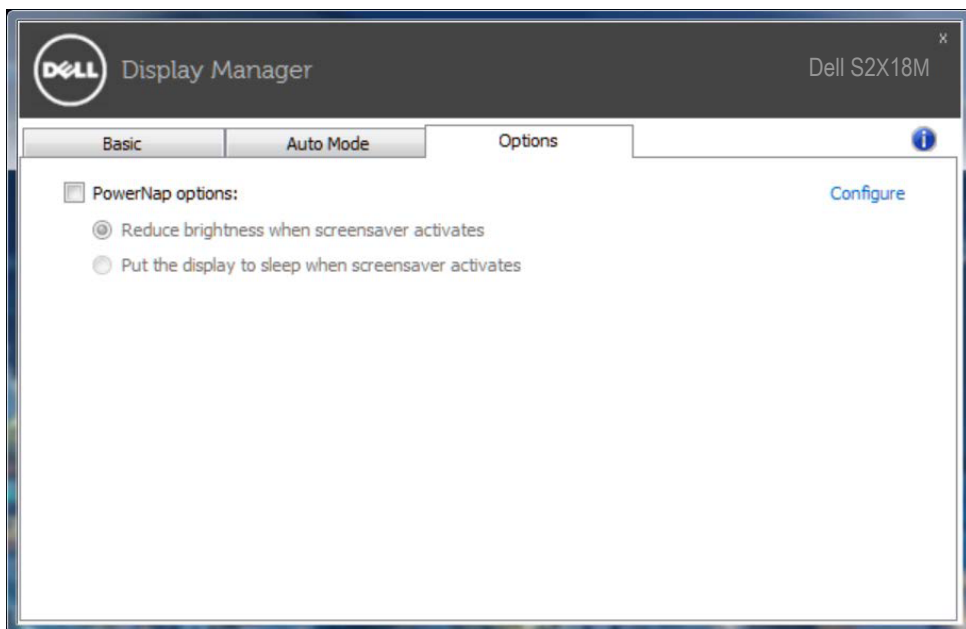 DELL Display Manager
x
Dell S2X18M
Basic Auto Mode Options i
PowerNap options: Configure
Reduce brightness when screensaver activates
Put the display to sleep when screensaver activates